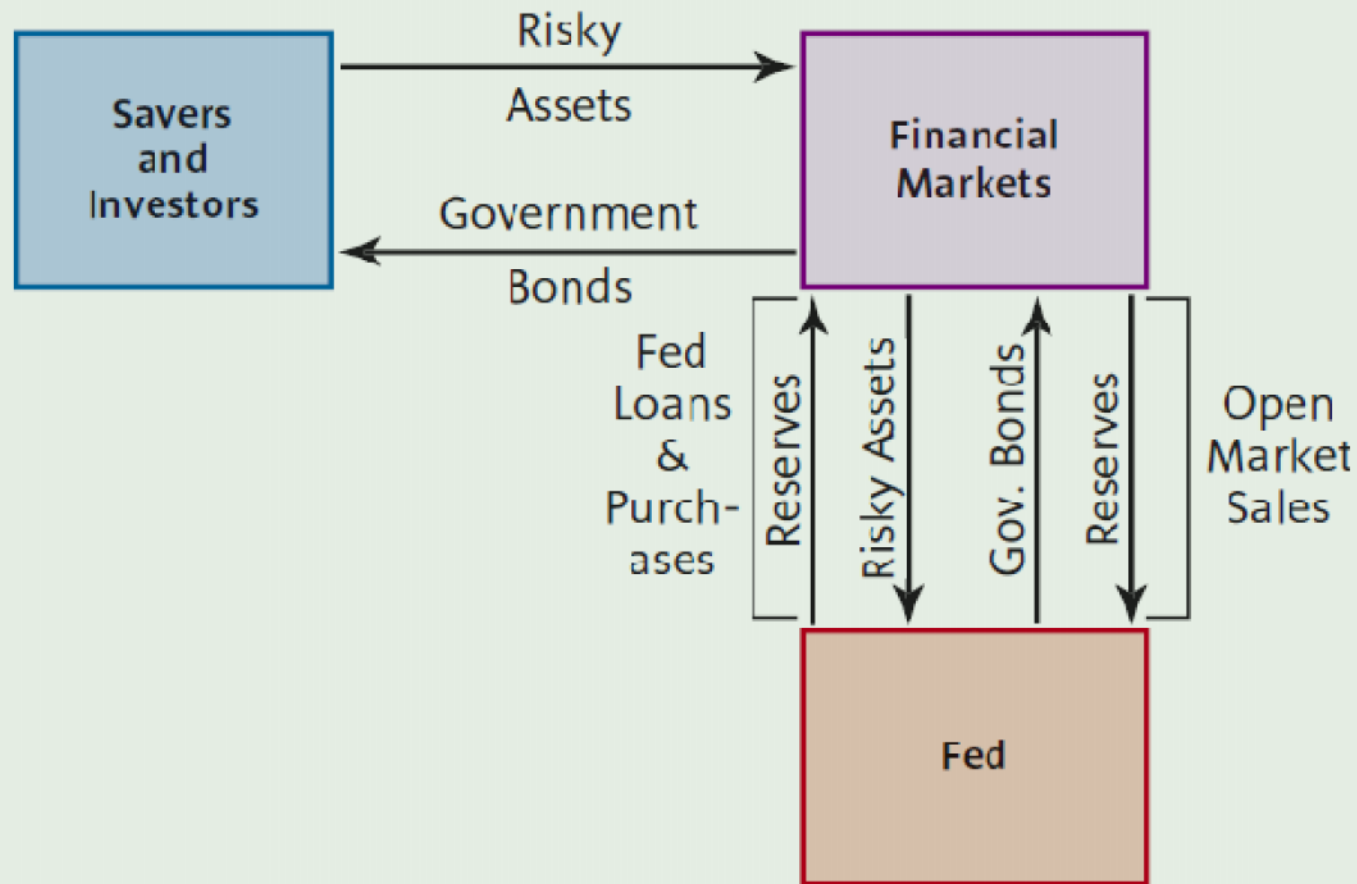 Savers
and
Investors
Risky
Assets
Government
Bonds
Financial
Markets
Fed
Loans
&
Purch-
ases
Reserves
Risky Assets
Gov. Bonds
Reserves
Open
Market
Sales
Fed